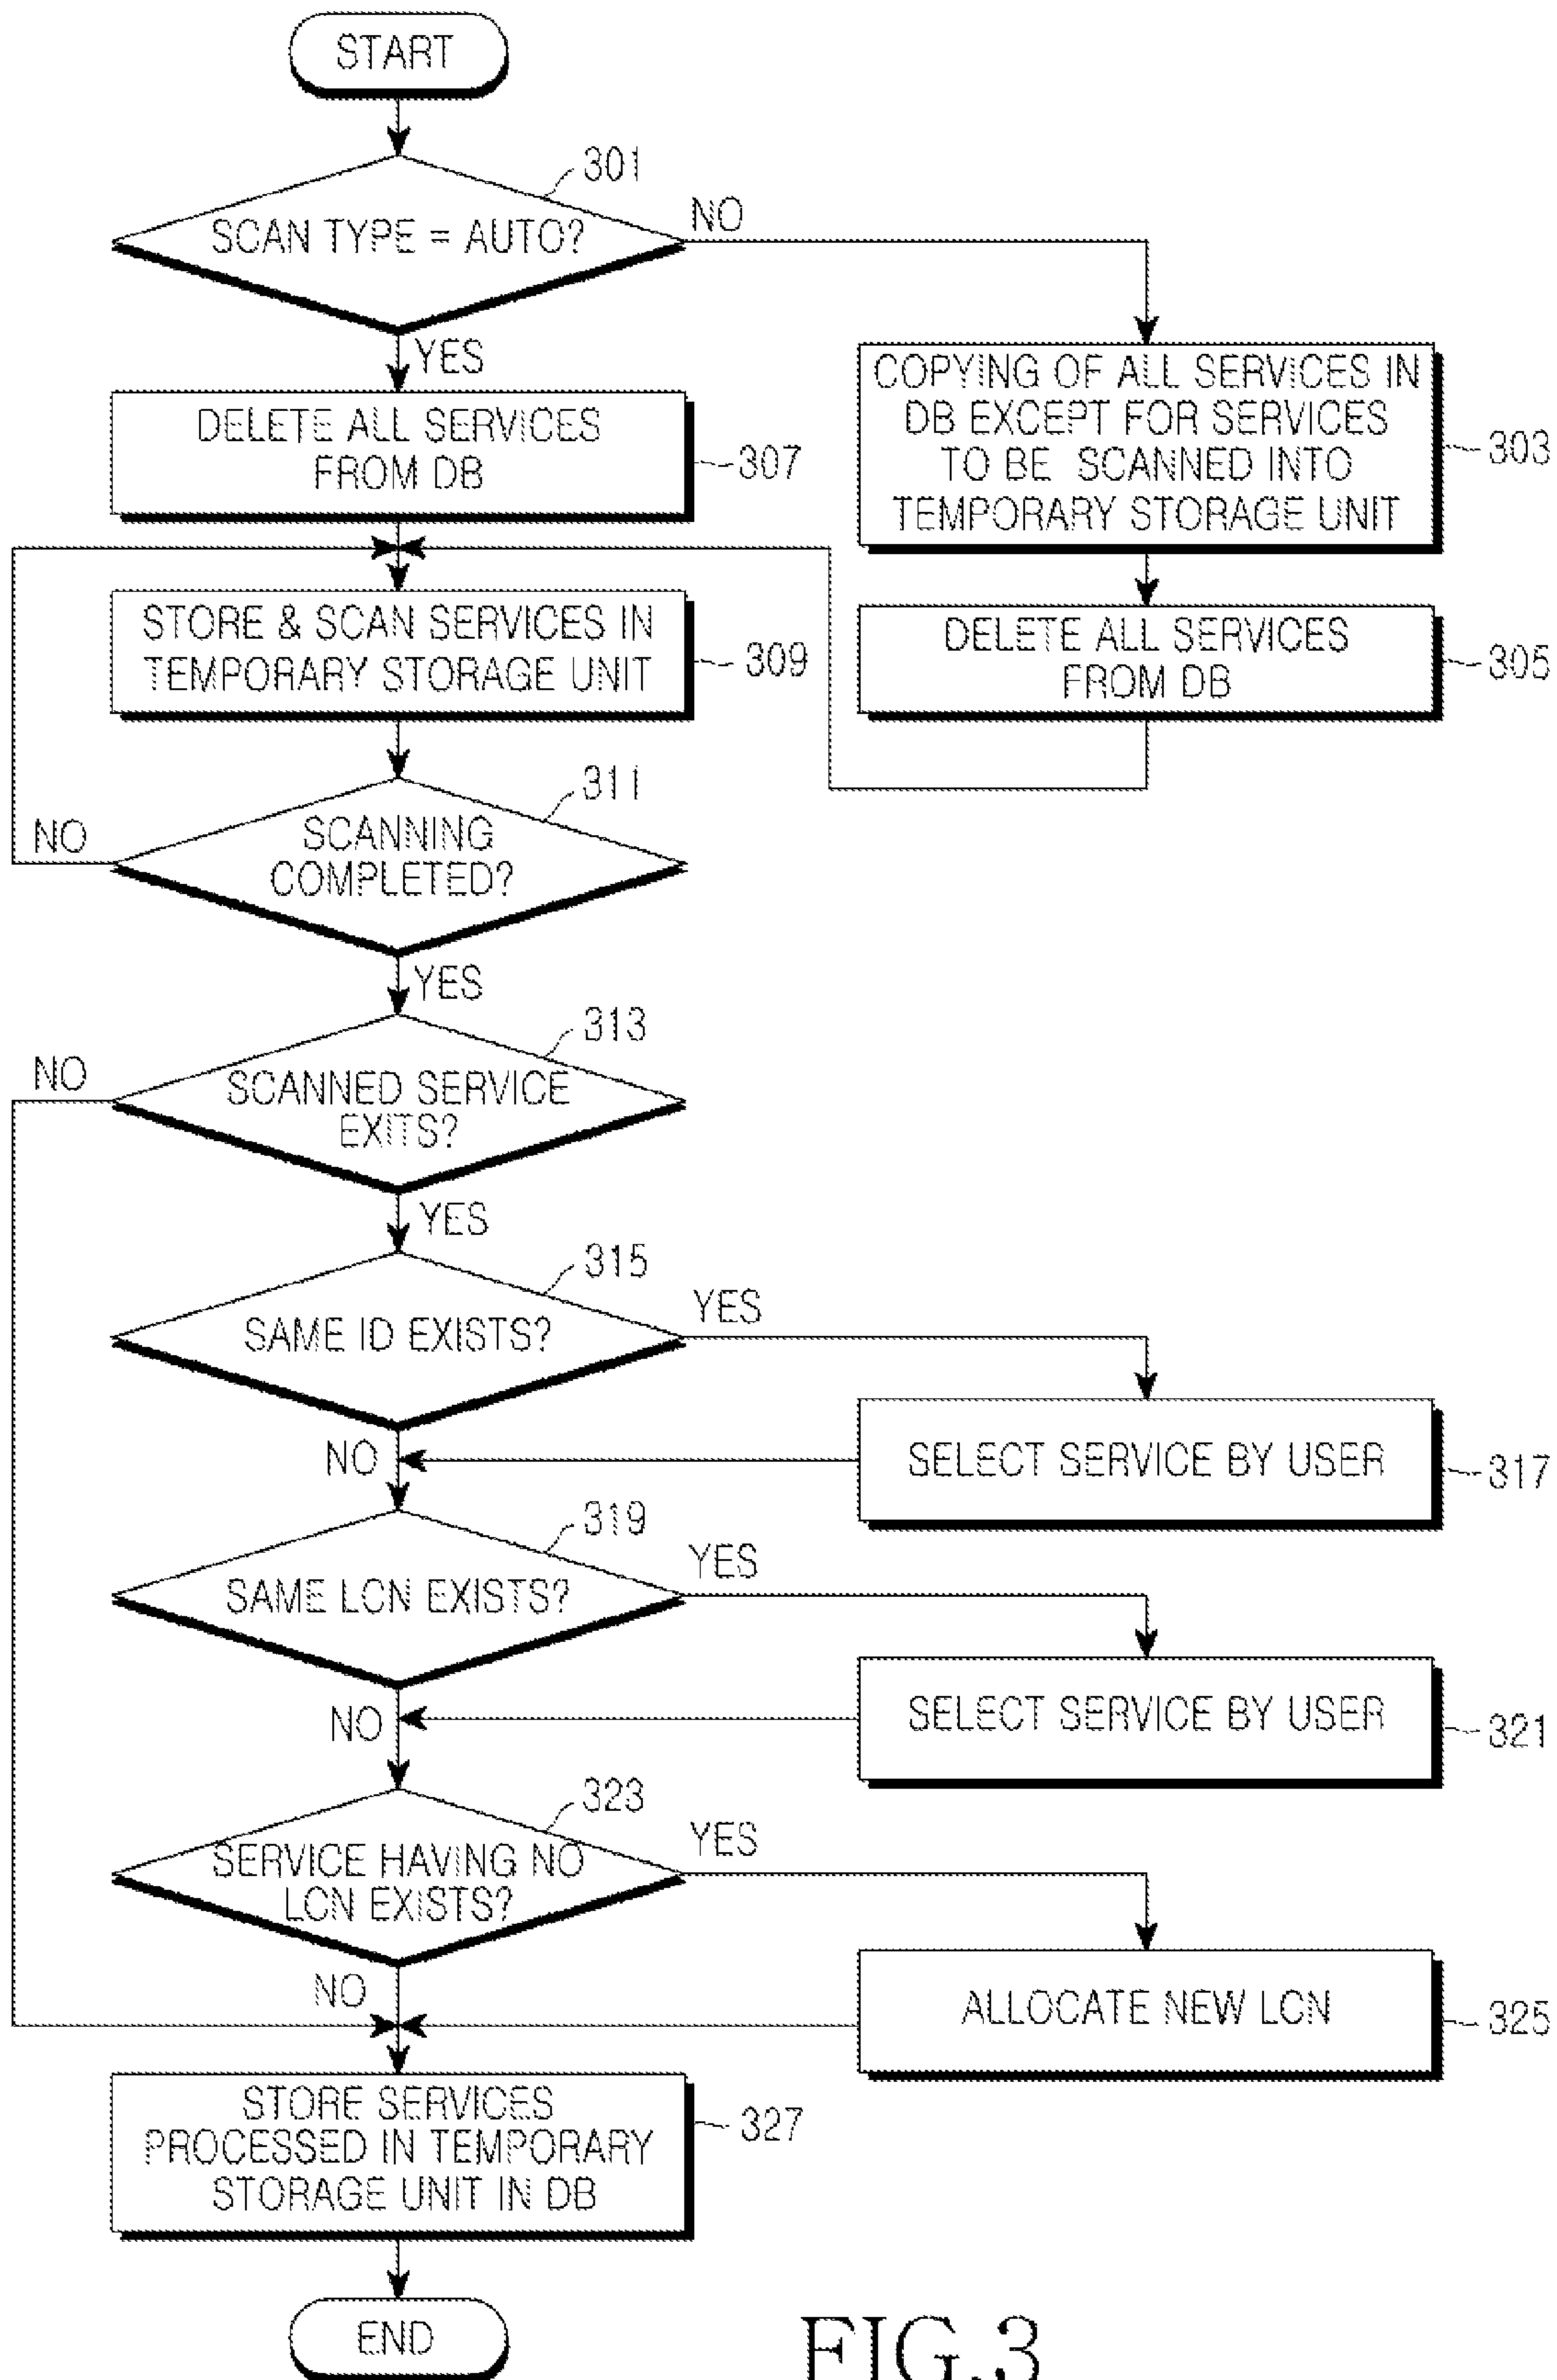 START
301
SCAN TYPE = AUTO?
NO
YES
COPYING OF ALL SERVICES IN
DB EXCEPT FOR SERVICES
TO BE SCANNED INTO
TEMPORARY STORAGE UNIT
303
DELETE ALL SERVICES
FROM DB
307
STORE & SCAN SERVICES IN
TEMPORARY STORAGE UNIT
309
DELETE ALL SERVICES
FROM DB
305
311
SCANNING
COMPLETED?
NO
YES
313
NO
SCANNED SERVICE
EXITS?
YES
315
SAME ID EXISTS?
YES
NO
SELECT SERVICE BY USER
317
319
SAME LCN EXISTS?
YES
NO
SELECT SERVICE BY USER
321
323
SERVICE HAVING NO
LCN EXISTS?
YES
NO
ALLOCATE NEW LCN
325
STORE SERVICES
PROCESSED IN TEMPORARY
STORAGE UNIT IN DB
327
END
FIG.3